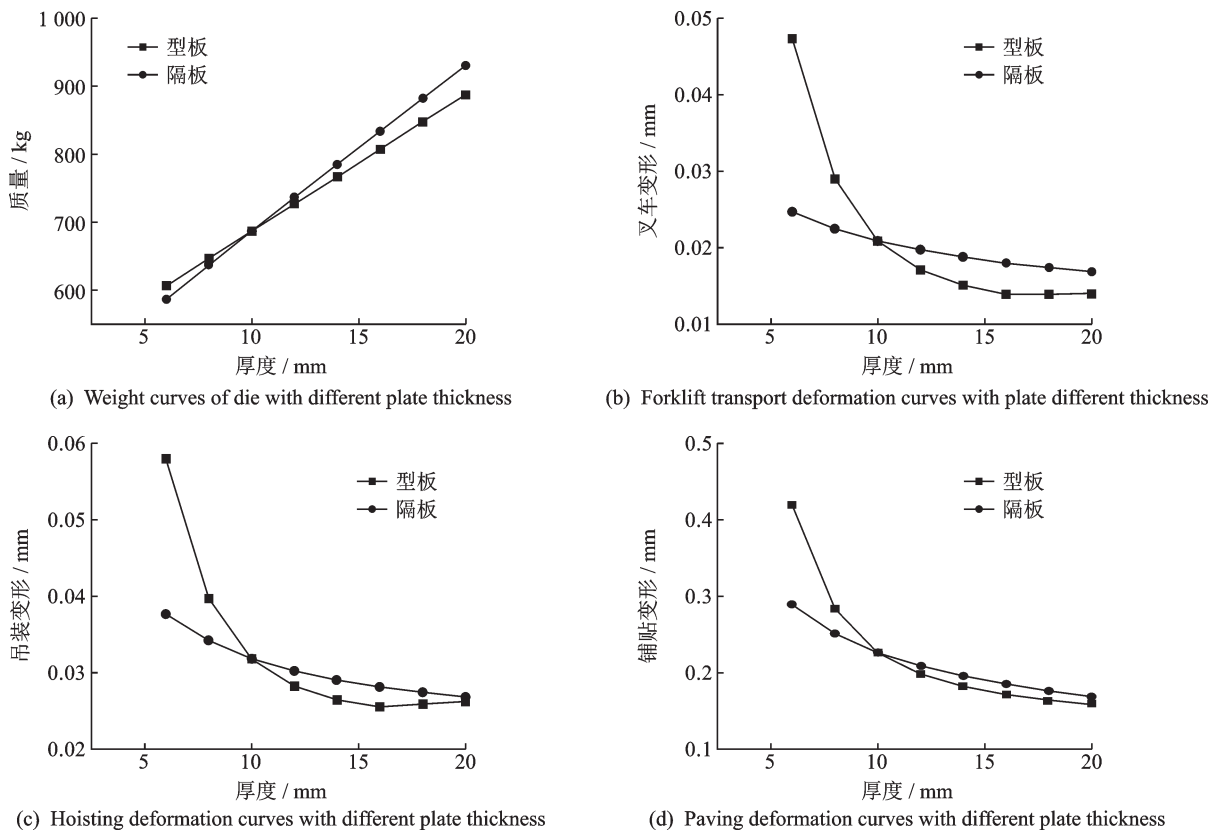 1 000
900
800
700
600
质量 / kg
型板
隔板
5 10 15 20
厚度 / mm
(a) Weight curves of die with different plate thickness
0.05
0.04
0.03
0.02
0.01
叉车变形 / mm
型板
隔板
5 10 15 20
厚度 / mm
(b) Forklift transport deformation curves with plate different thickness
0.06
0.05
0.04
0.03
0.02
吊装变形 / mm
型板
隔板
5 10 15 20
厚度 / mm
(c) Hoisting deformation curves with different plate thickness
0.5
0.4
0.3
0.2
0.1
铺贴变形 / mm
型板
隔板
5 10 15 20
厚度 / mm
(d) Paving deformation curves with different plate thickness